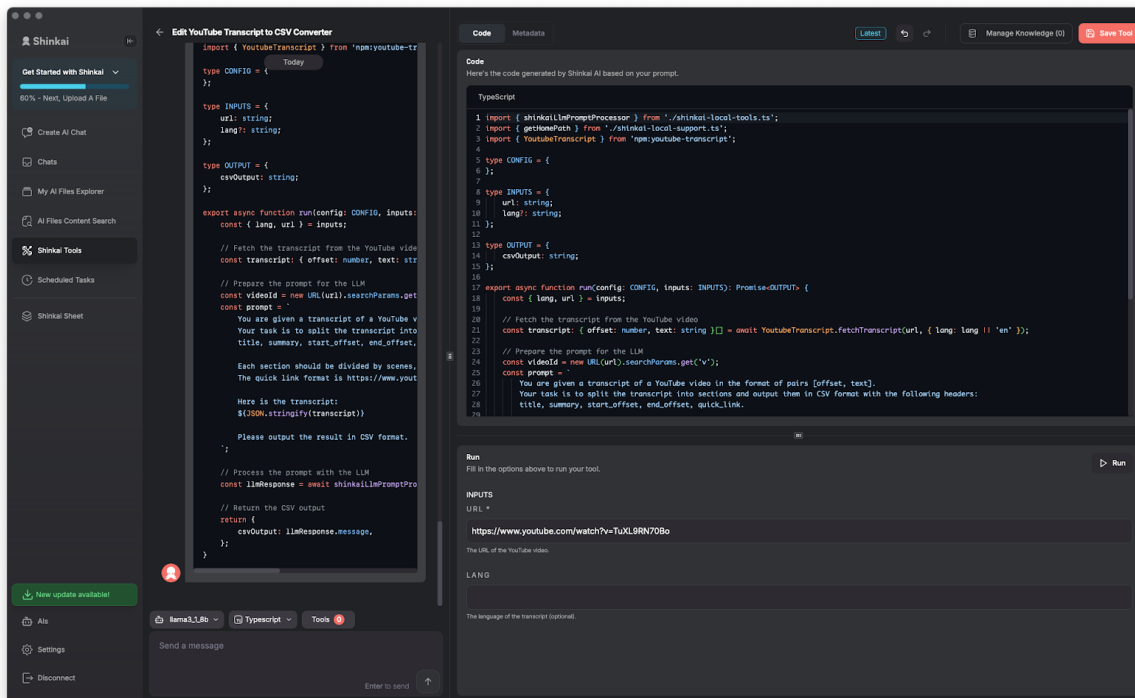 Shinkai
Get Started with Shinkai
60% - Next, Upload A File
Create AI Chat
Chats
My AI Files Explorer
AI Files Content Search
Shinkai Tools
Scheduled Tasks
Shinkai Sheet
New update available!
AIs
Settings
Disconnect
Edit YouTube Transcript to CSV Converter
import { YoutubeTranscript } from 'npm:youtube-tr
Today
type CONFIG = {
};
type INPUTS = {
url: string;
lang?: string;
};
type OUTPUT = {
csvOutput: string;
};
export async function run(config: CONFIG, inputs:
const { lang, url } = inputs;
// Fetch the transcript from the YouTube vide
const transcript: { offset: number, text: str
// Prepare the prompt for the LLM
const videoId = new URL(url).searchParams.get
const prompt = `
You are given a transcript of a YouTube v
Your task is to split the transcript into
title, summary, start_offset, end_offset,
Each section should be divided by scenes,
The quick link format is https://www.yout
Here is the transcript:
${JSON.stringify(transcript)}
Please output the result in CSV format.
`;
// Process the prompt with the LLM
const llmResponse = await shinkaiLlmPromptPro
// Return the CSV output
return {
csvOutput: llmResponse.message,
};
}
llama3_1_8b
Typescript
Tools 0
Send a message
Enter to send
Code
Metadata
Latest
Manage Knowledge (0)
Save Tool
Code
Here's the code generated by Shinkai AI based on your prompt.
TypeScript
1 import { shinkaiLlmPromptProcessor } from './shinkai-local-tools.ts';
2 import { getHomePath } from './shinkai-local-support.ts';
3 import { YoutubeTranscript } from 'npm:youtube-transcript';
4
5 type CONFIG = {
6 };
7
8 type INPUTS = {
9 url: string;
10 lang?: string;
11 };
12
13 type OUTPUT = {
14 csvOutput: string;
15 };
16
17 export async function run(config: CONFIG, inputs: INPUTS): Promise<OUTPUT> {
18 const { lang, url } = inputs;
19
20 // Fetch the transcript from the YouTube video
21 const transcript: { offset: number, text: string }[] = await YoutubeTranscript.fetchTranscript(url, { lang: lang || 'en' });
22
23 // Prepare the prompt for the LLM
24 const videoId = new URL(url).searchParams.get('v');
25 const prompt = `
26 You are given a transcript of a YouTube video in the format of pairs [offset, text].
27 Your task is to split the transcript into sections and output them in CSV format with the following headers:
28 title, summary, start_offset, end_offset, quick_link.
29
Run
Fill in the options above to run your tool.
Run
INPUTS
URL *
https://www.youtube.com/watch?v=TuXL9RN70Bo
The URL of the YouTube video.
LANG
The language of the transcript (optional).